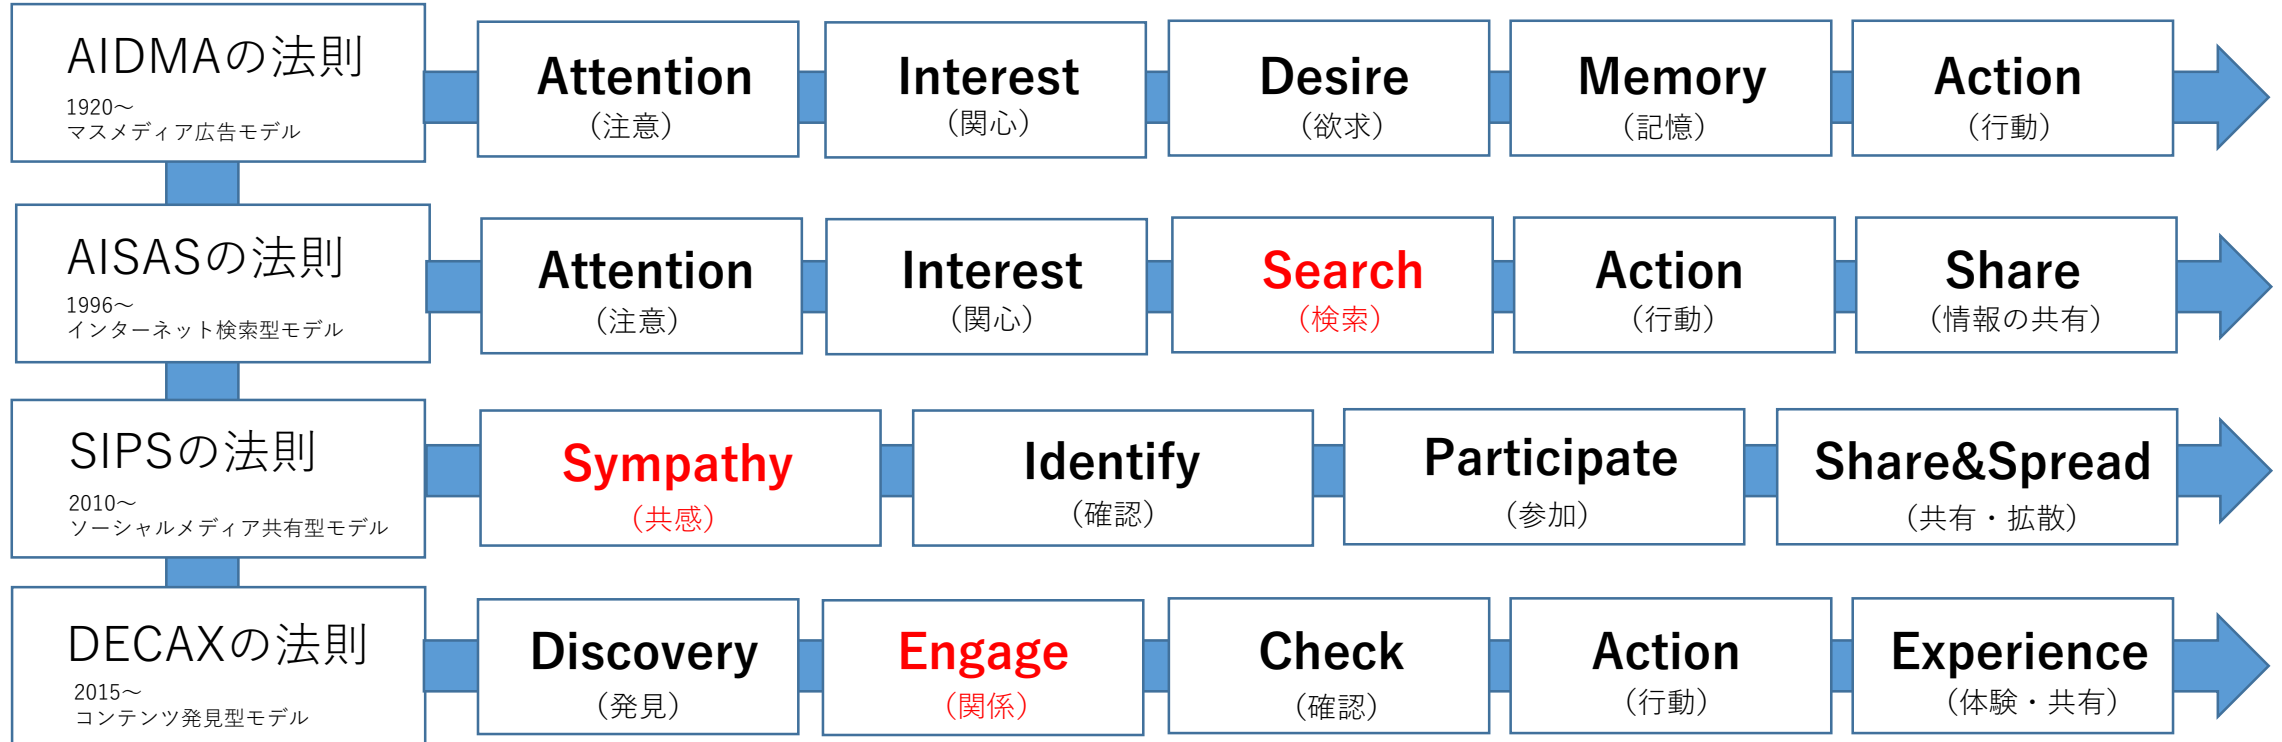 AIDMAの法則
1920～
マスメディア広告モデル
Attention
（注意）
Interest
（関心）
Desire
（欲求）
Memory
（記憶）
Action
（行動）
AISASの法則
1996～
インターネット検索型モデル
Attention
（注意）
Interest
（関心）
Search
（検索）
Action
（行動）
Share
（情報の共有）
SIPSの法則
2010～
ソーシャルメディア共有型モデル
Sympathy
（共感）
Identify
（確認）
Participate
（参加）
Share&Spread
（共有・拡散）
DECAXの法則
2015～
コンテンツ発見型モデル
Discovery
（発見）
Engage
（関係）
Check
（確認）
Action
（行動）
Experience
（体験・共有）